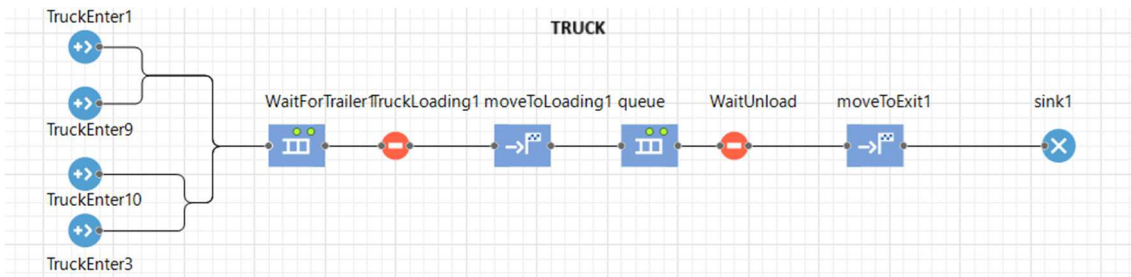 TruckEnter1
TRUCK
TruckEnter9
WaitForTrailer1
TruckLoading1
moveToLoading1
queue
WaitUnload
moveToExit1
sink1
TruckEnter10
TruckEnter3